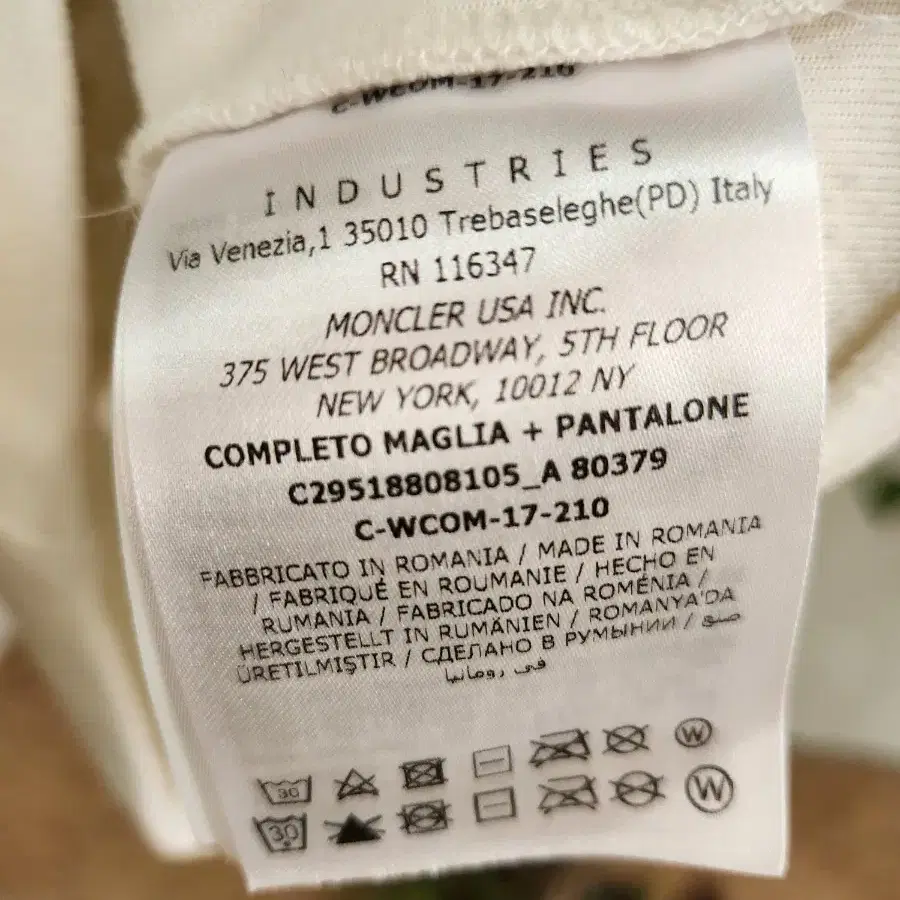 C-WCOM-17-210
INDUSTRIES
Via Venezia,1 35010 Trebaseleghe(PD) Italy
RN 116347
MONCLER USA INC.
375 WEST BROADWAY, 5TH FLOOR
NEW YORK, 10012 NY
COMPLETO MAGLIA + PANTALONE
C29518808105_A 80379
C-WCOM-17-210
FABBRICATO IN ROMANIA / MADE IN ROMANIA
/ FABRIQUÉ EN ROUMANIE / HECHO EN
RUMANIA / FABRICADO NA ROMÉNIA /
HERGESTELLT IN RUMÄNIEN / ROMANYA'DA
ÜRETILMIŞTIR / СДЕЛАНО В РУМЫНИИ / صنع
في رومانيا
30 W
30 W